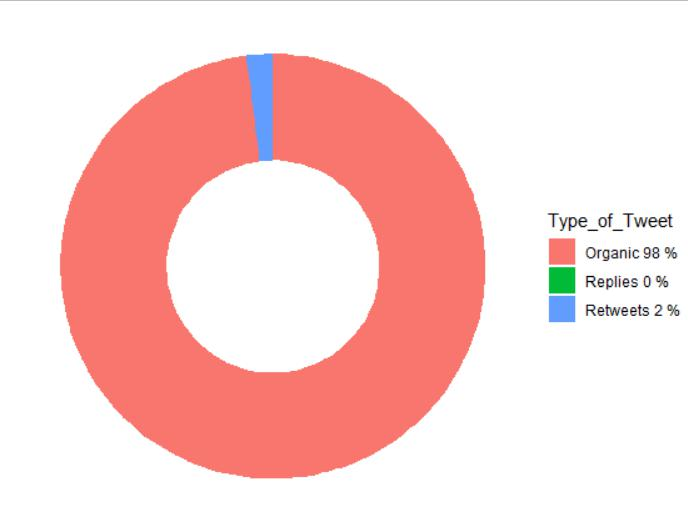 Type_of_Tweet
Organic 98 %
Replies 0 %
Retweets 2 %